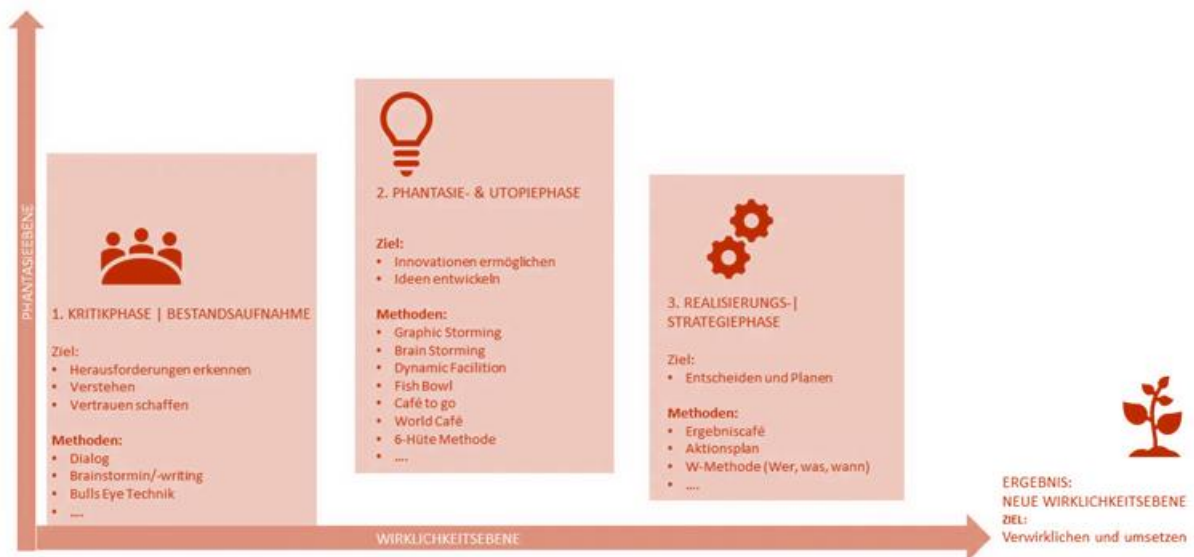 PHANTASIEEBENE
1. KRITIKPHASE | BESTANDSAUFNAHME
Ziel:
• Herausforderungen erkennen
• Verstehen
• Vertrauen schaffen
Methoden:
• Dialog
• Brainstormin/-writing
• Bulls Eye Technik
• ....
2. PHANTASIE- & UTOPIEPHASE
Ziel:
• Innovationen ermöglichen
• Ideen entwickeln
Methoden:
• Graphic Storming
• Brain Storming
• Dynamic Facilition
• Fish Bowl
• Café to go
• World Café
• 6-Hüte Methode
• ....
3. REALISIERUNGS-|
STRATEGIEPHASE
Ziel:
• Entscheiden und Planen
Methoden:
• Ergebniscafé
• Aktionsplan
• W-Methode (Wer, was, wann)
• ....
WIRKLICHKEITSEBENE
ERGEBNIS:
NEUE WIRKLICHKEITSEBENE
ZIEL:
Verwirklichen und umsetzen